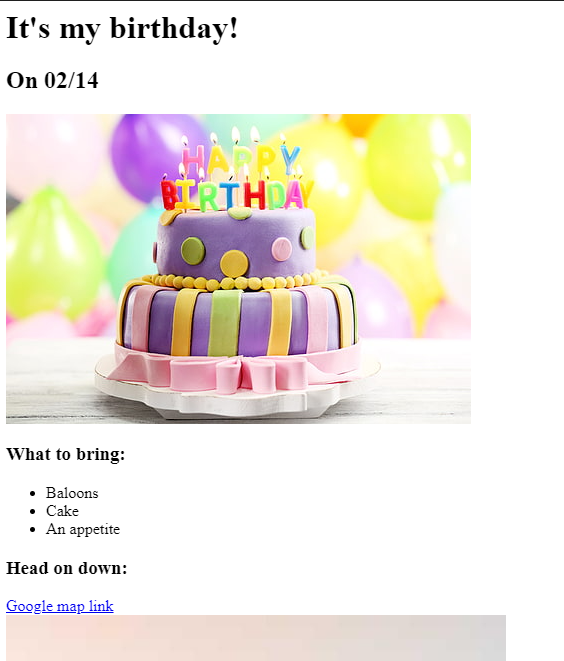 It's my birthday!
On 02/14
HAPPY
BIRTHDAY
What to bring:
Baloons
Cake
An appetite
Head on down:
Google map link